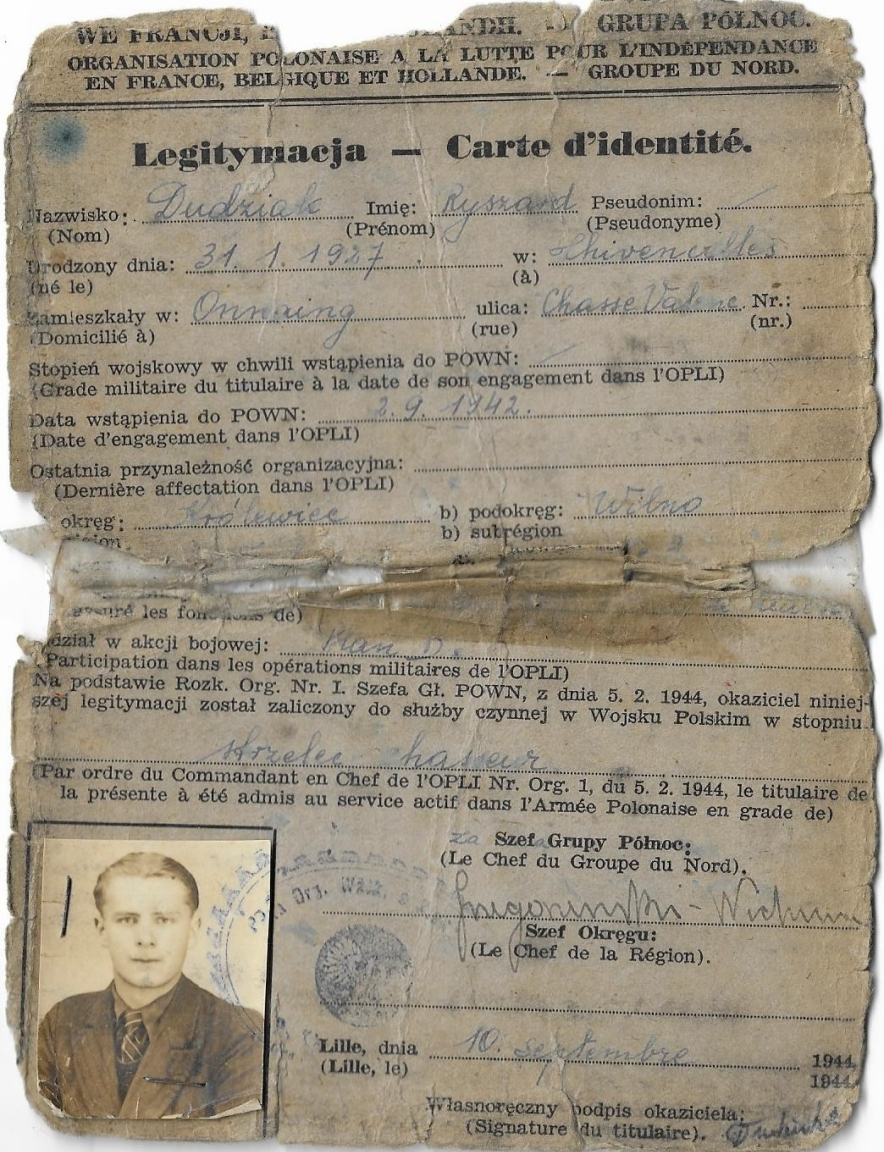 WE FRANCJI, GRUPA PÓŁNOC.
ORGANISATION POLONAISE A LA LUTTE POUR L'INDÉPENDANCE
EN FRANCE, BELGIQUE ET HOLLANDE. — GROUPE DU NORD.
Legitymacja — Carte d'identité.
Nazwisko: Dudziak Imię: Ryszard Pseudonim:
(Nom) (Prénom) (Pseudonyme)
Urodzony dnia: 31. 1. 1927. w:
(né le) (à)
Zamieszkały w: Onnaing ulica: Chasse Nr.:
(Domicilié à) (rue) (nr.)
Stopień wojskowy w chwili wstąpienia do POWN:
(Grade militaire du titulaire à la date de son engagement dans l'OPLI)
Data wstąpienia do POWN: 2. 9. 1942.
(Date d'engagement dans l'OPLI)
Ostatnia przynależność organizacyjna:
(Dernière affectation dans l'OPLI)
okręg: Królewiec b) podokręg: Wilno
b) subrégion
les fonctions de)
dział w akcji bojowej: Plan
(Participation dans les opérations militaires de l'OPLI)
Na podstawie Rozk. Org. Nr. I. Szefa Gł. POWN, z dnia 5. 2. 1944, okaziciel niniej-
szej legitymacji został zaliczony do służby czynnej w Wojsku Polskim w stopniu
strzelec chasseur
(Par ordre du Commandant en Chef de l'OPLI Nr. Org. 1, du 5. 2. 1944, le titulaire de
la présente à été admis au service actif dans l'Armée Polonaise en grade de)
za Szefa Grupy Północ:
(Le Chef du Groupe du Nord).
Szef Okręgu:
(Le Chef de la Région).
Lille, dnia 10. septembre 1944
(Lille, le) 1944
Własnoręczny podpis okaziciela:
(Signature du titulaire).